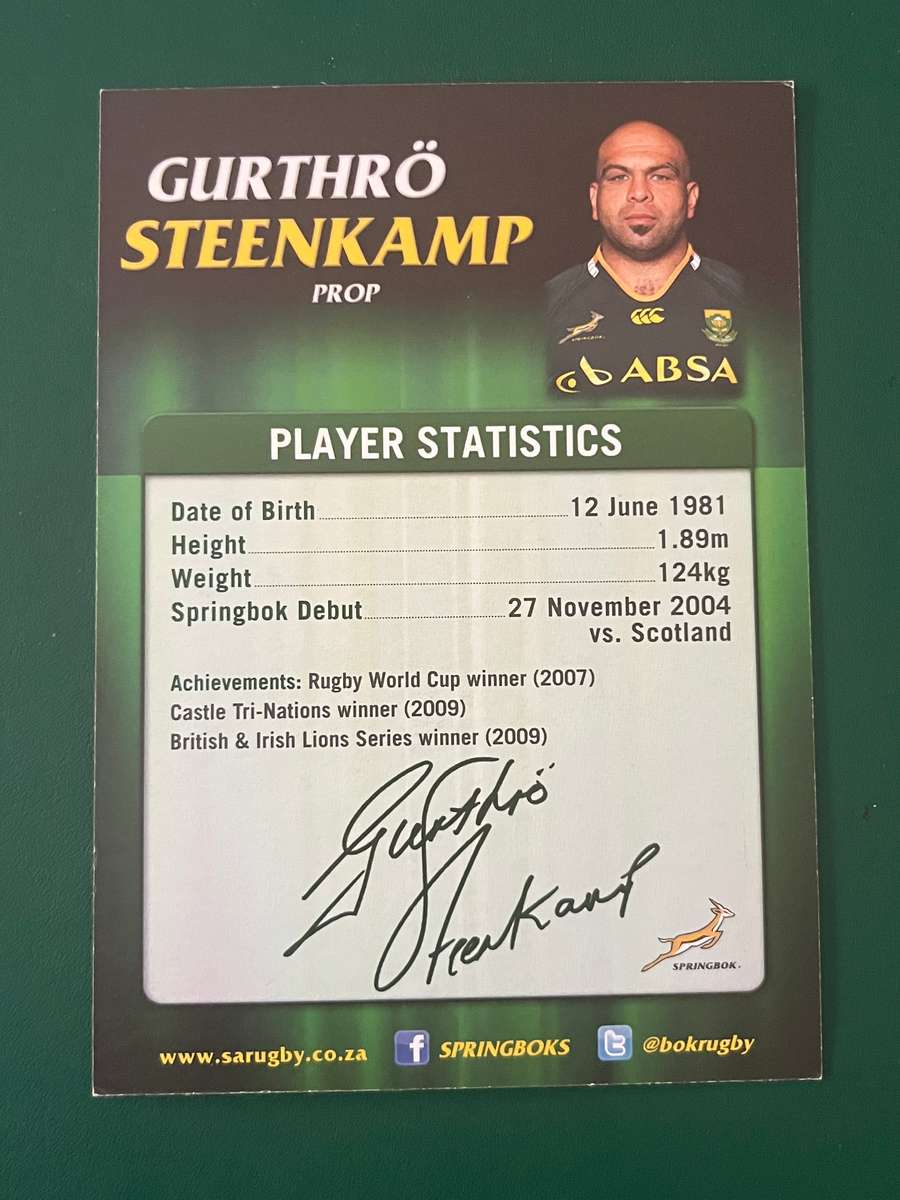 GURTHRÖ
STEENKAMP
PROP
SPRINGBOK
ABSA
PLAYER STATISTICS
Date of Birth 12 June 1981
Height 1.89m
Weight 124kg
Springbok Debut 27 November 2004
vs. Scotland
Achievements: Rugby World Cup winner (2007)
Castle Tri-Nations winner (2009)
British & Irish Lions Series winner (2009)
Gurthrö
Steenkamp
SPRINGBOK
www.sarugby.co.za f SPRINGBOKS t @bokrugby